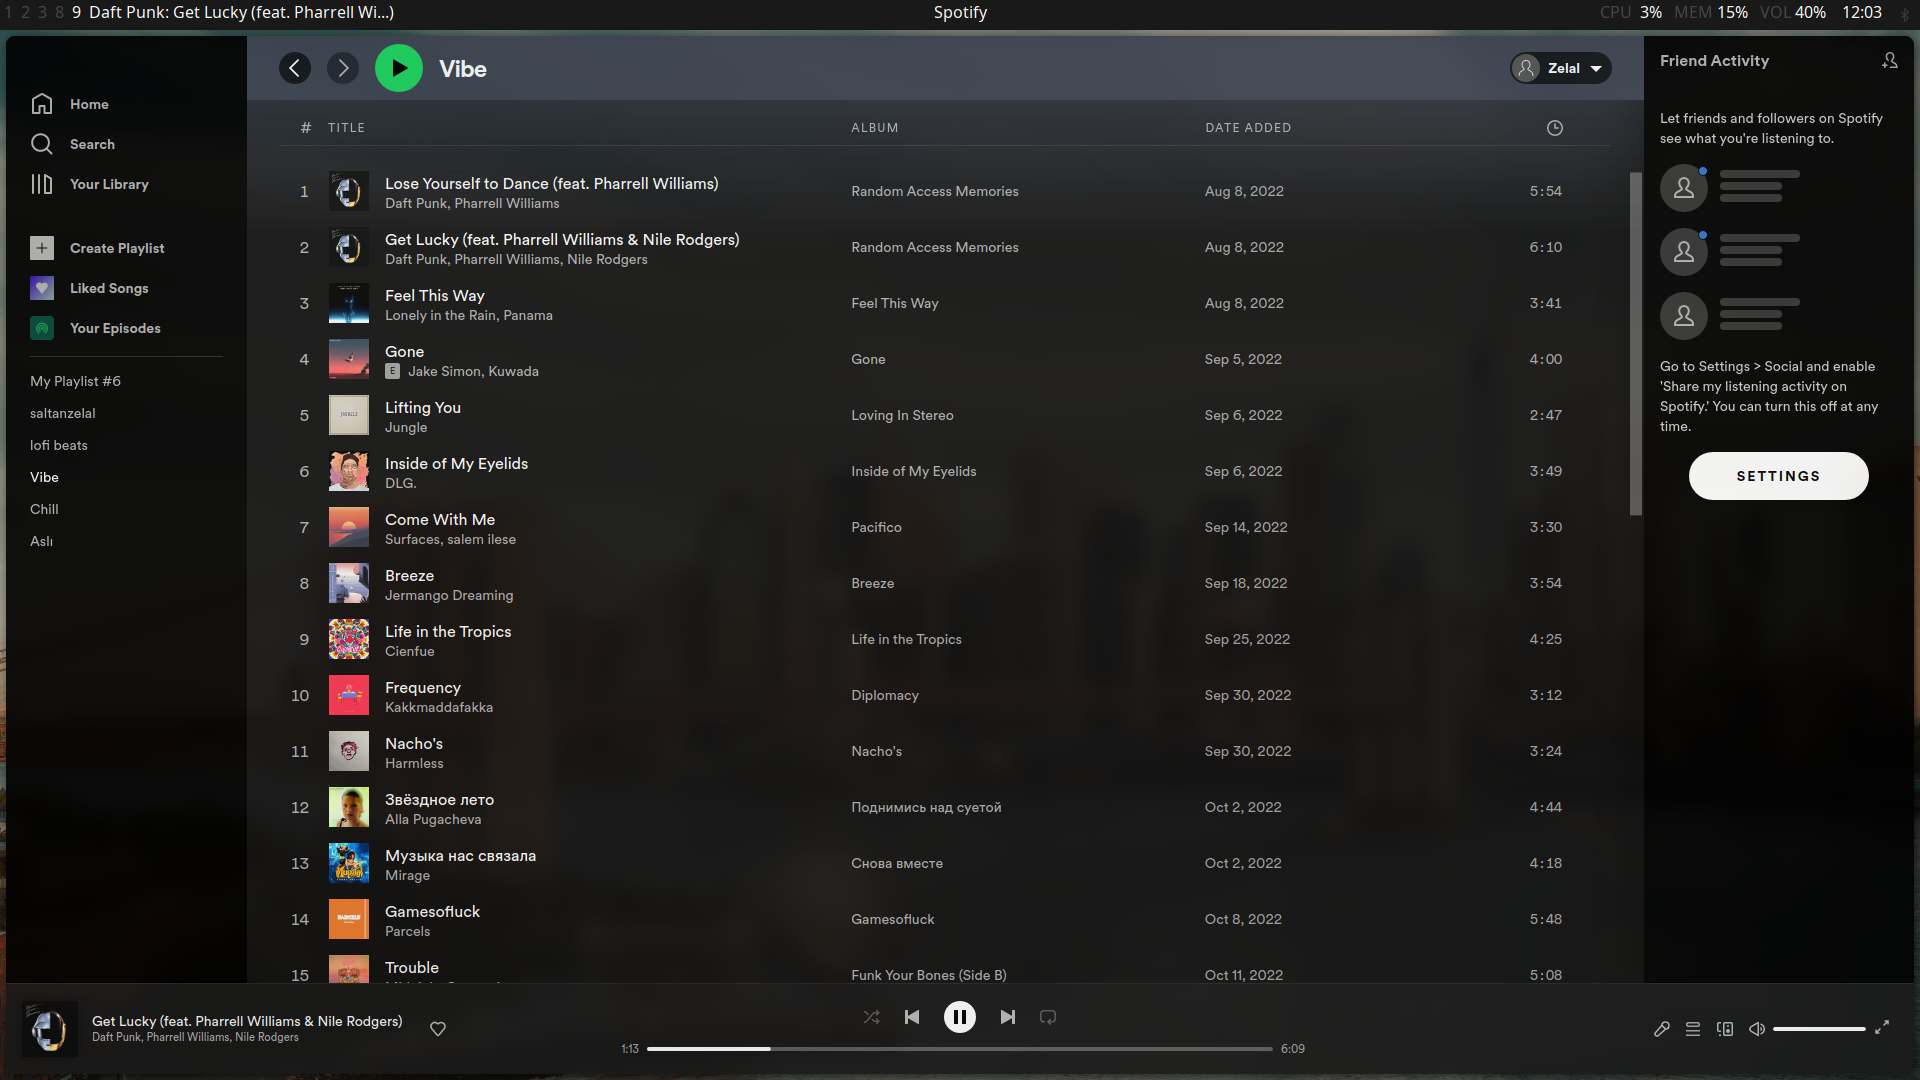 1 2 3 8 9 Daft Punk: Get Lucky (feat. Pharrell Wi...)
Spotify
CPU 3% MEM 15% VOL 40% 12:03
Home
Search
Your Library
Create Playlist
Liked Songs
Your Episodes
My Playlist #6
saltanzelal
lofi beats
Vibe
Chill
Aslı
Vibe
Zelal
# TITLE ALBUM DATE ADDED
1 Lose Yourself to Dance (feat. Pharrell Williams) Random Access Memories Aug 8, 2022 5:54
Daft Punk, Pharrell Williams
2 Get Lucky (feat. Pharrell Williams & Nile Rodgers) Random Access Memories Aug 8, 2022 6:10
Daft Punk, Pharrell Williams, Nile Rodgers
3 Feel This Way Feel This Way Aug 8, 2022 3:41
Lonely in the Rain, Panama
4 Gone Gone Sep 5, 2022 4:00
E Jake Simon, Kuwada
5 Lifting You Loving In Stereo Sep 6, 2022 2:47
JUNGLE
Jungle
6 Inside of My Eyelids Inside of My Eyelids Sep 6, 2022 3:49
DLG.
7 Come With Me Pacifico Sep 14, 2022 3:30
Surfaces, salem ilese
8 Breeze Breeze Sep 18, 2022 3:54
Jermango Dreaming
9 Life in the Tropics Life in the Tropics Sep 25, 2022 4:25
Cienfue
10 Frequency Diplomacy Sep 30, 2022 3:12
Kakkmaddafakka
11 Nacho's Nacho's Sep 30, 2022 3:24
Harmless
12 Звёздное лето Поднимись над суетой Oct 2, 2022 4:44
Alla Pugacheva
13 Музыка нас связала Снова вместе Oct 2, 2022 4:18
Mirage
14 Gamesofluck Gamesofluck Oct 8, 2022 5:48
PARCELS
Parcels
15 Trouble Funk Your Bones (Side B) Oct 11, 2022 5:08
Friend Activity
Let friends and followers on Spotify
see what you're listening to.
Go to Settings > Social and enable
'Share my listening activity on
Spotify.' You can turn this off at any
time.
SETTINGS
Get Lucky (feat. Pharrell Williams & Nile Rodgers)
Daft Punk, Pharrell Williams, Nile Rodgers
1:13 6:09